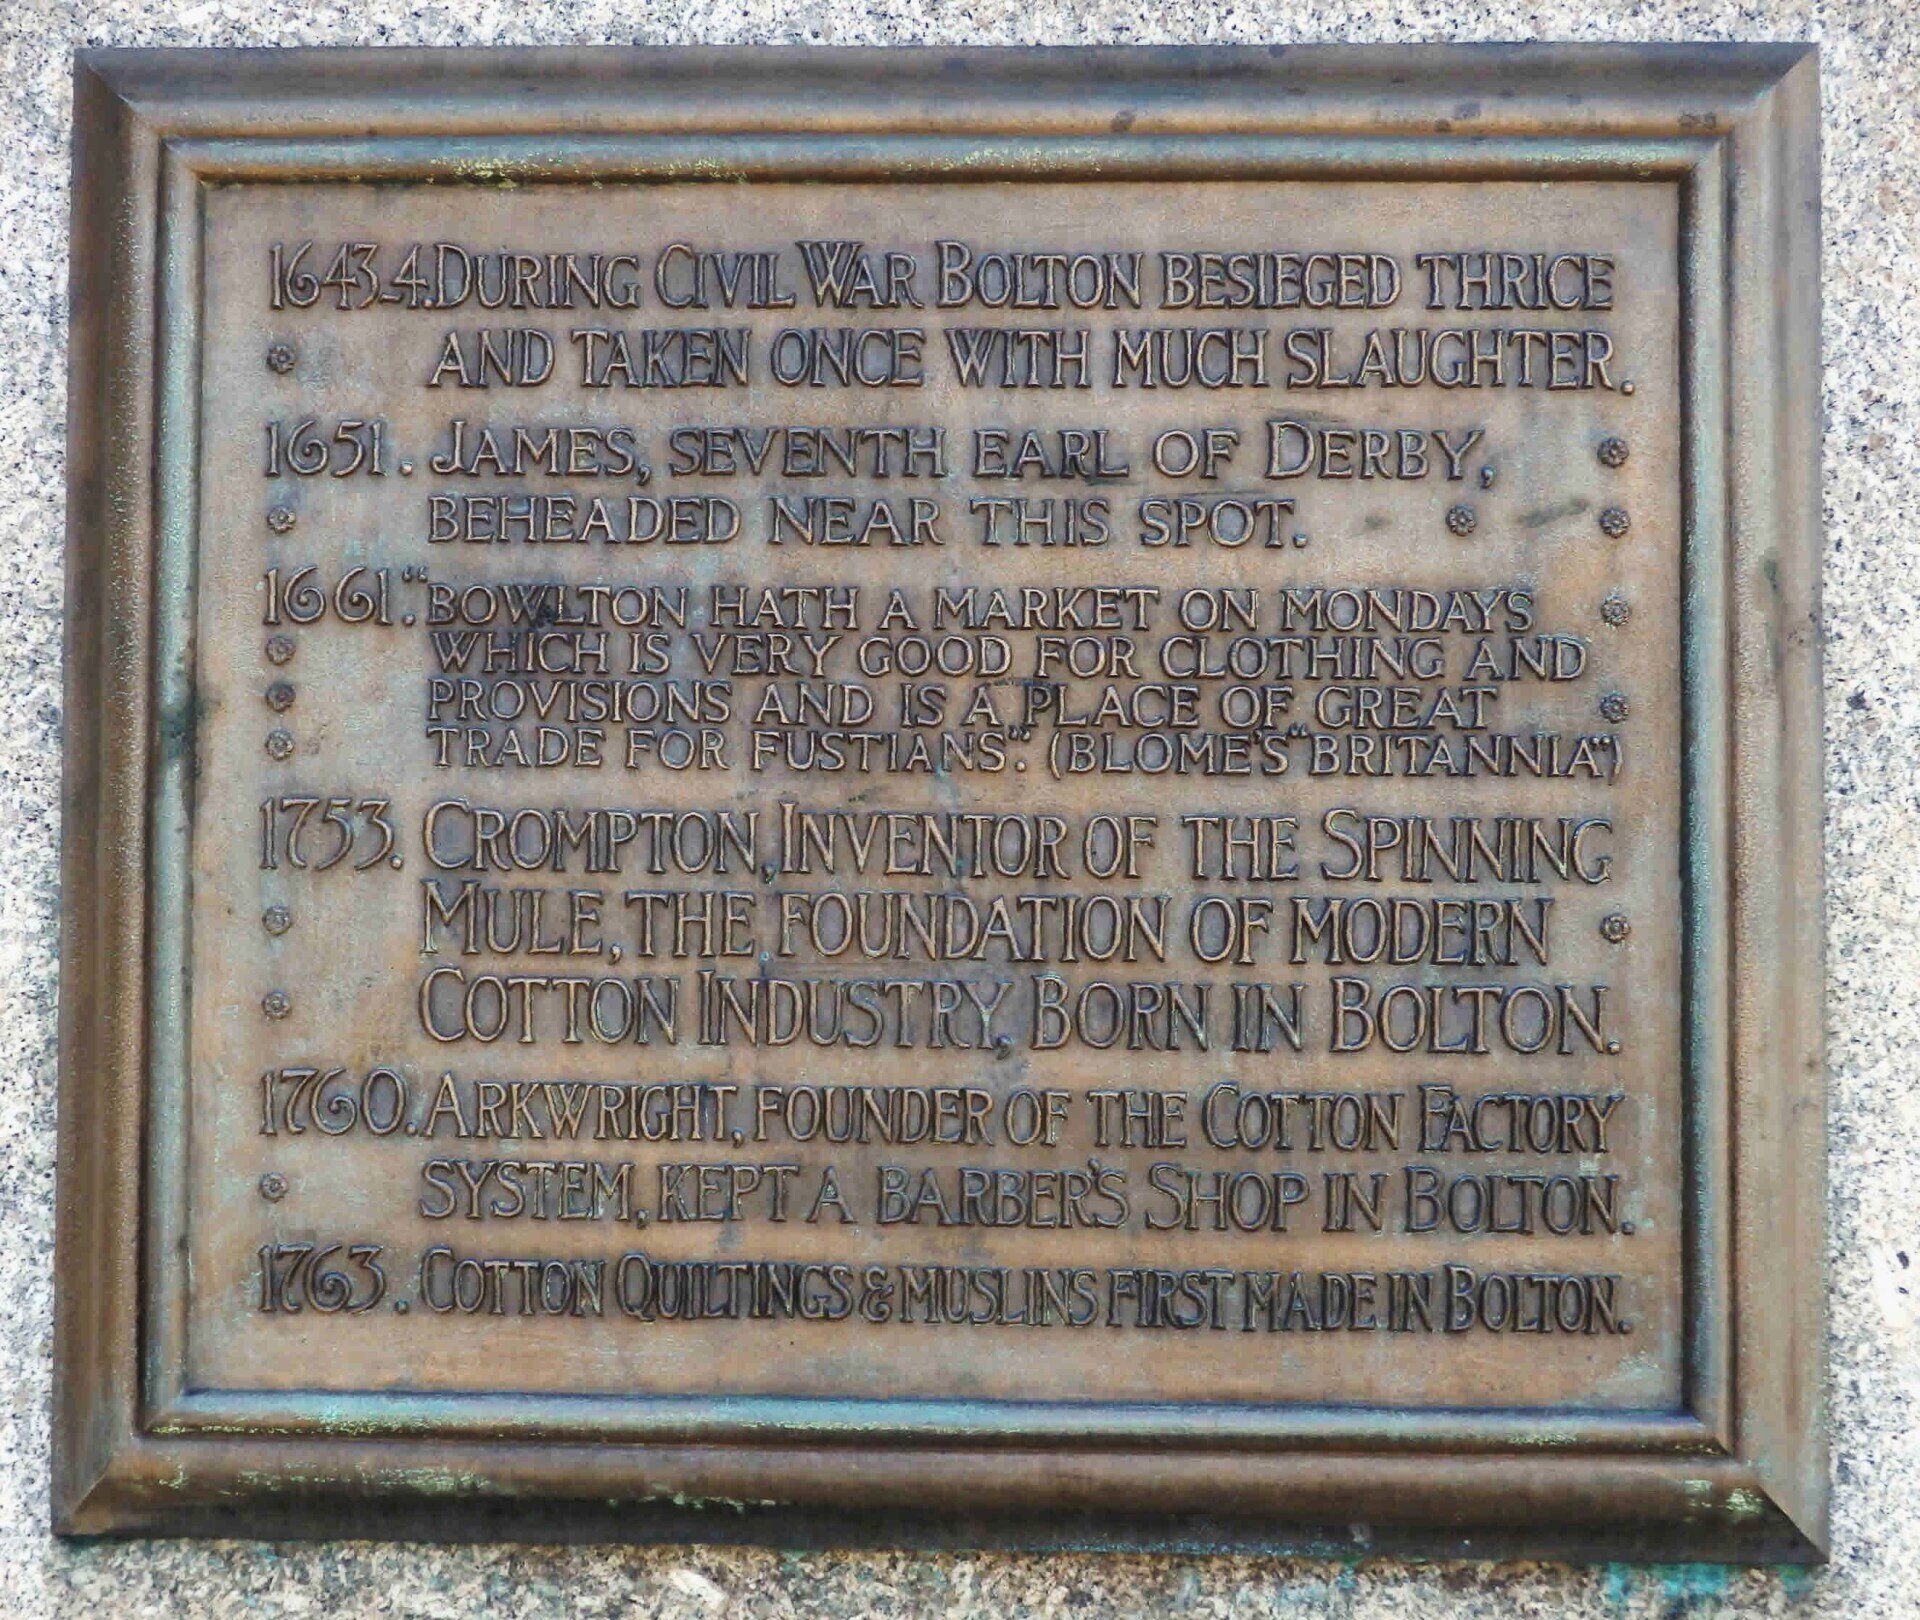 1643-4. DURING CIVIL WAR BOLTON BESIEGED THRICE
AND TAKEN ONCE WITH MUCH SLAUGHTER.
1651. JAMES, SEVENTH EARL OF DERBY,
BEHEADED NEAR THIS SPOT.
1661. "BOWLTON HATH A MARKET ON MONDAYS
WHICH IS VERY GOOD FOR CLOTHING AND
PROVISIONS AND IS A PLACE OF GREAT
TRADE FOR FUSTIANS." (BLOME'S "BRITANNIA")
1753. CROMPTON, INVENTOR OF THE SPINNING
MULE, THE FOUNDATION OF MODERN
COTTON INDUSTRY, BORN IN BOLTON.
1760. ARKWRIGHT, FOUNDER OF THE COTTON FACTORY
SYSTEM, KEPT A BARBER'S SHOP IN BOLTON.
1763. COTTON QUILTINGS & MUSLINS FIRST MADE IN BOLTON.